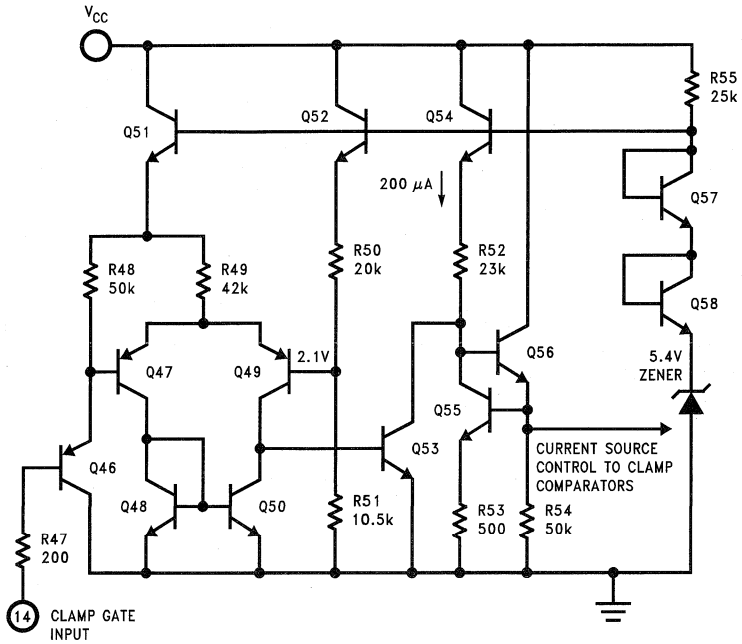 VCC
R55
25k
Q51
Q52
Q54
200 μA
Q57
R48
50k
R49
42k
R50
20k
R52
23k
Q58
Q47
Q49
2.1V
Q56
5.4V
ZENER
Q55
Q46
Q53
CURRENT SOURCE
CONTROL TO CLAMP
COMPARATORS
Q48
Q50
R51
10.5k
R53
500
R54
50k
R47
200
14 CLAMP GATE
INPUT